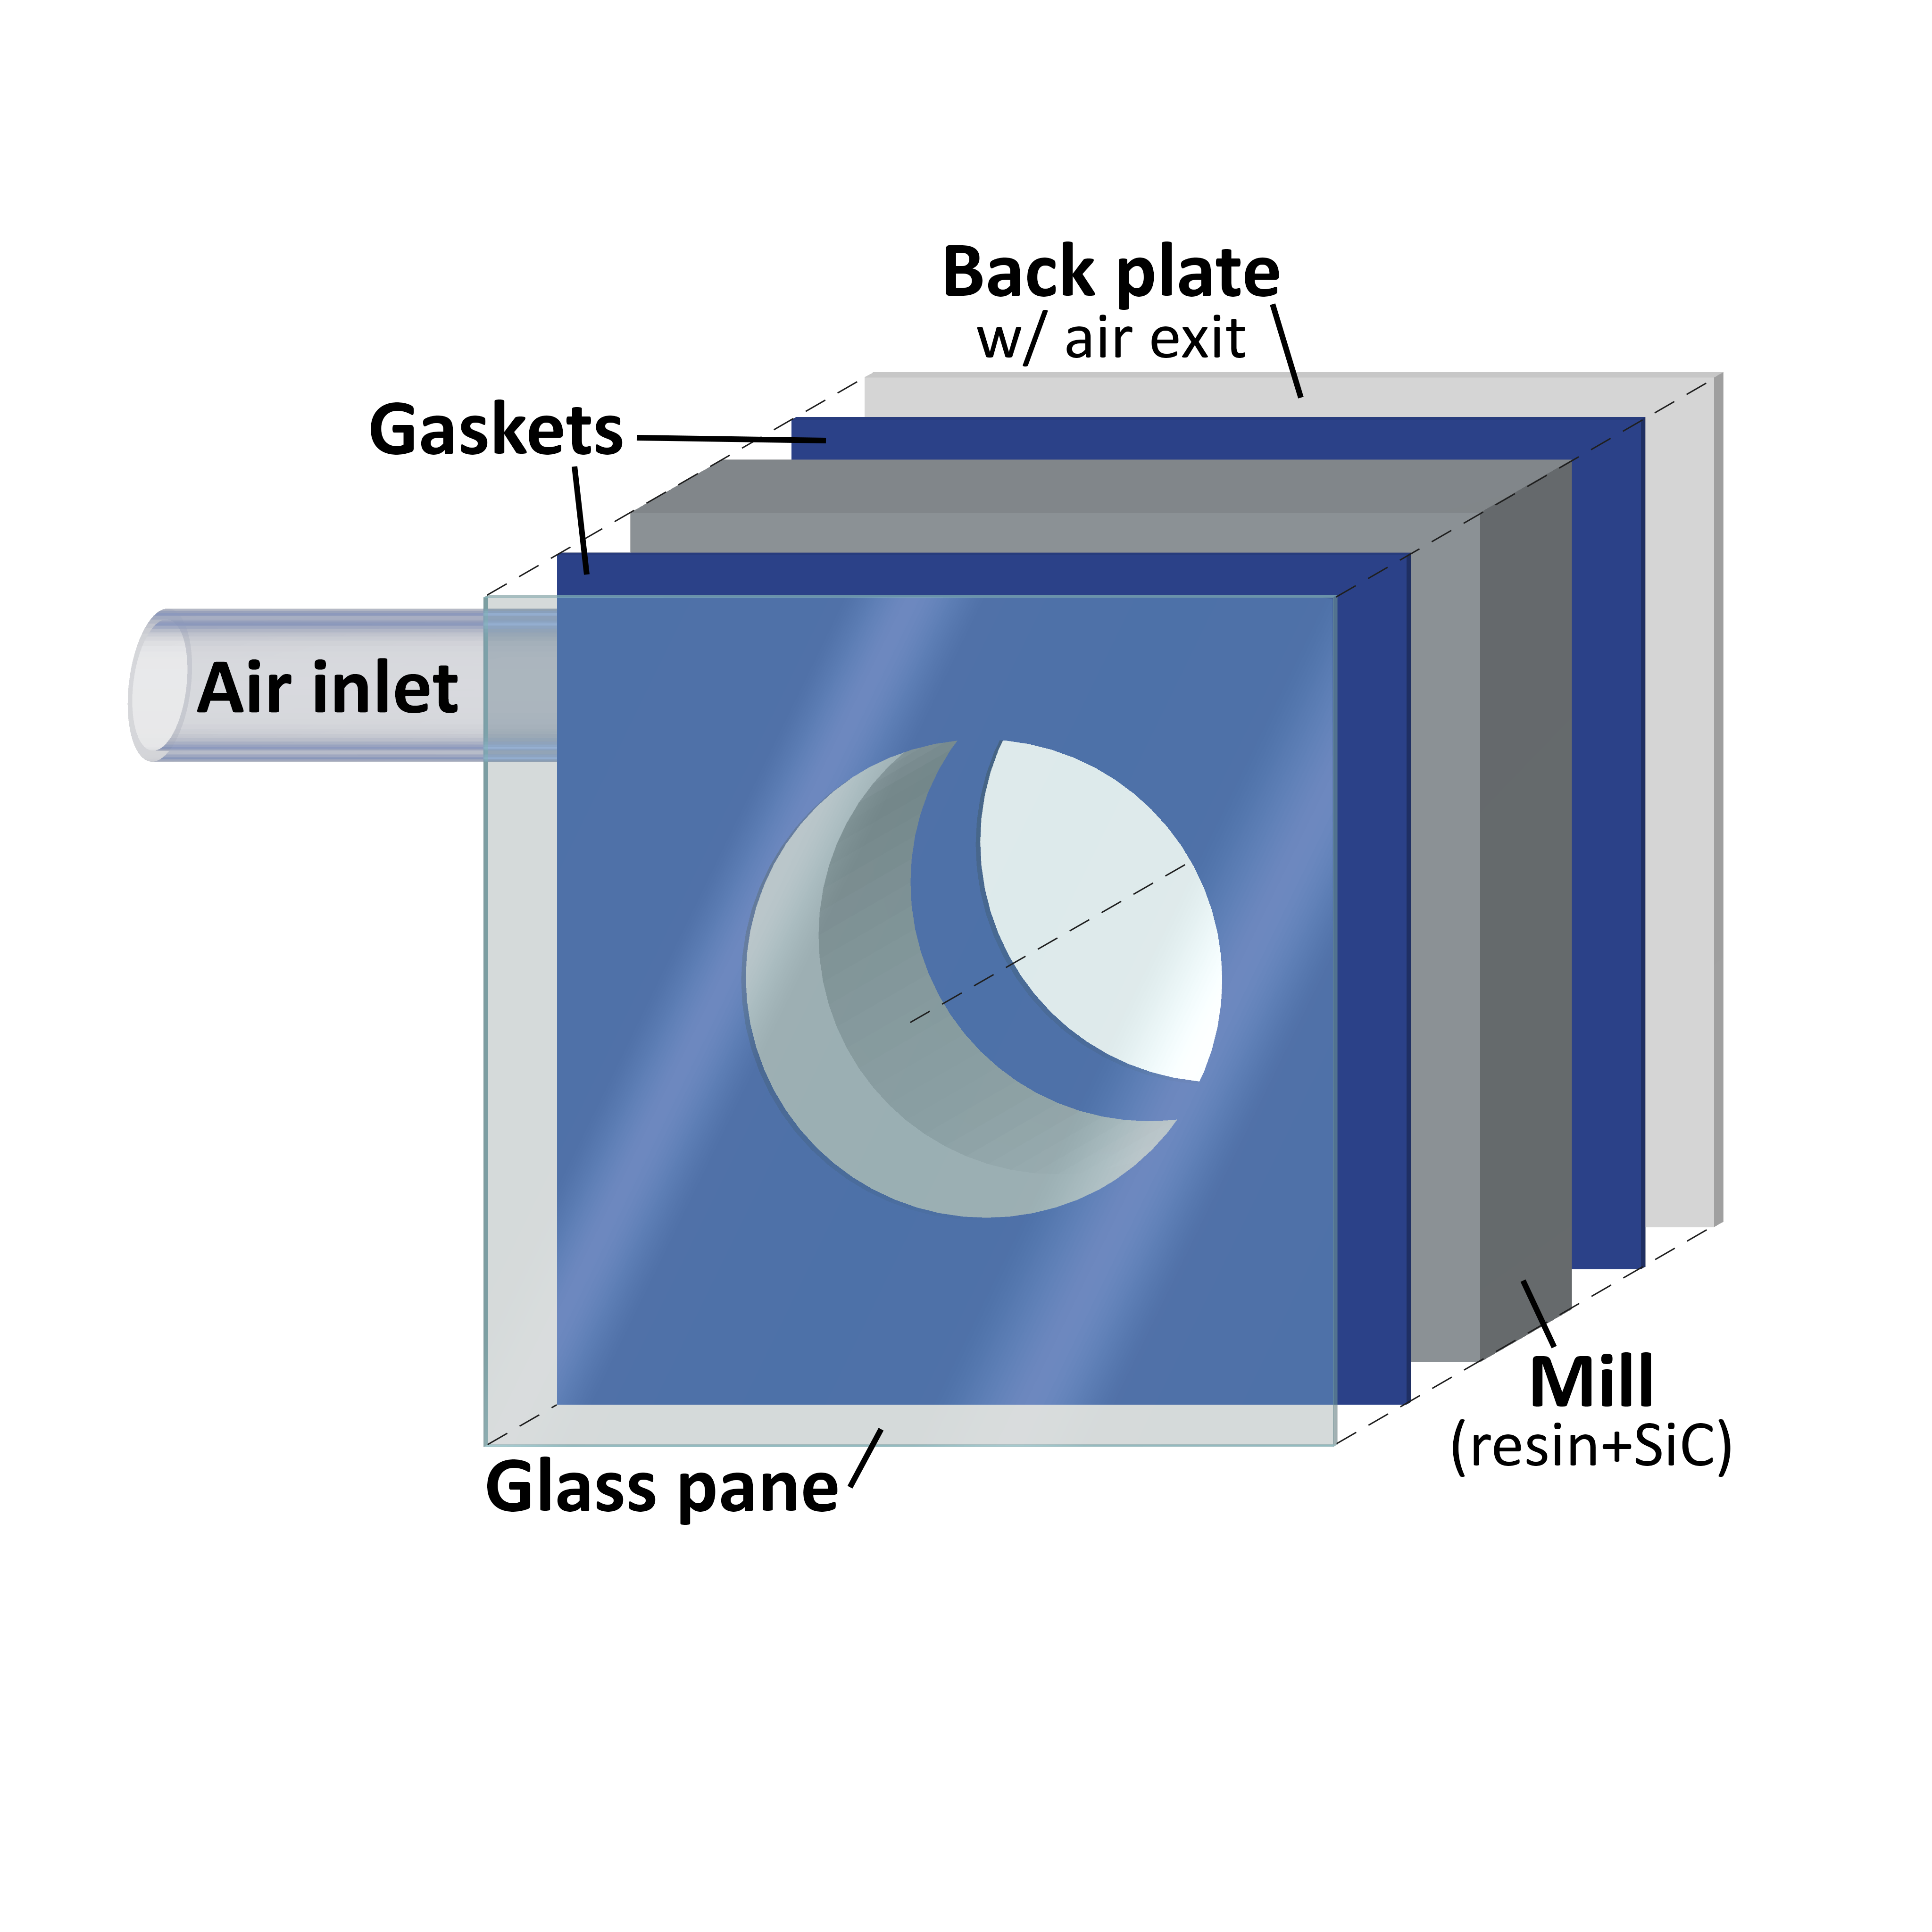 Back plate
w/ air exit
Gaskets
Air inlet
Mill
(resin+SiC)
Glass pane